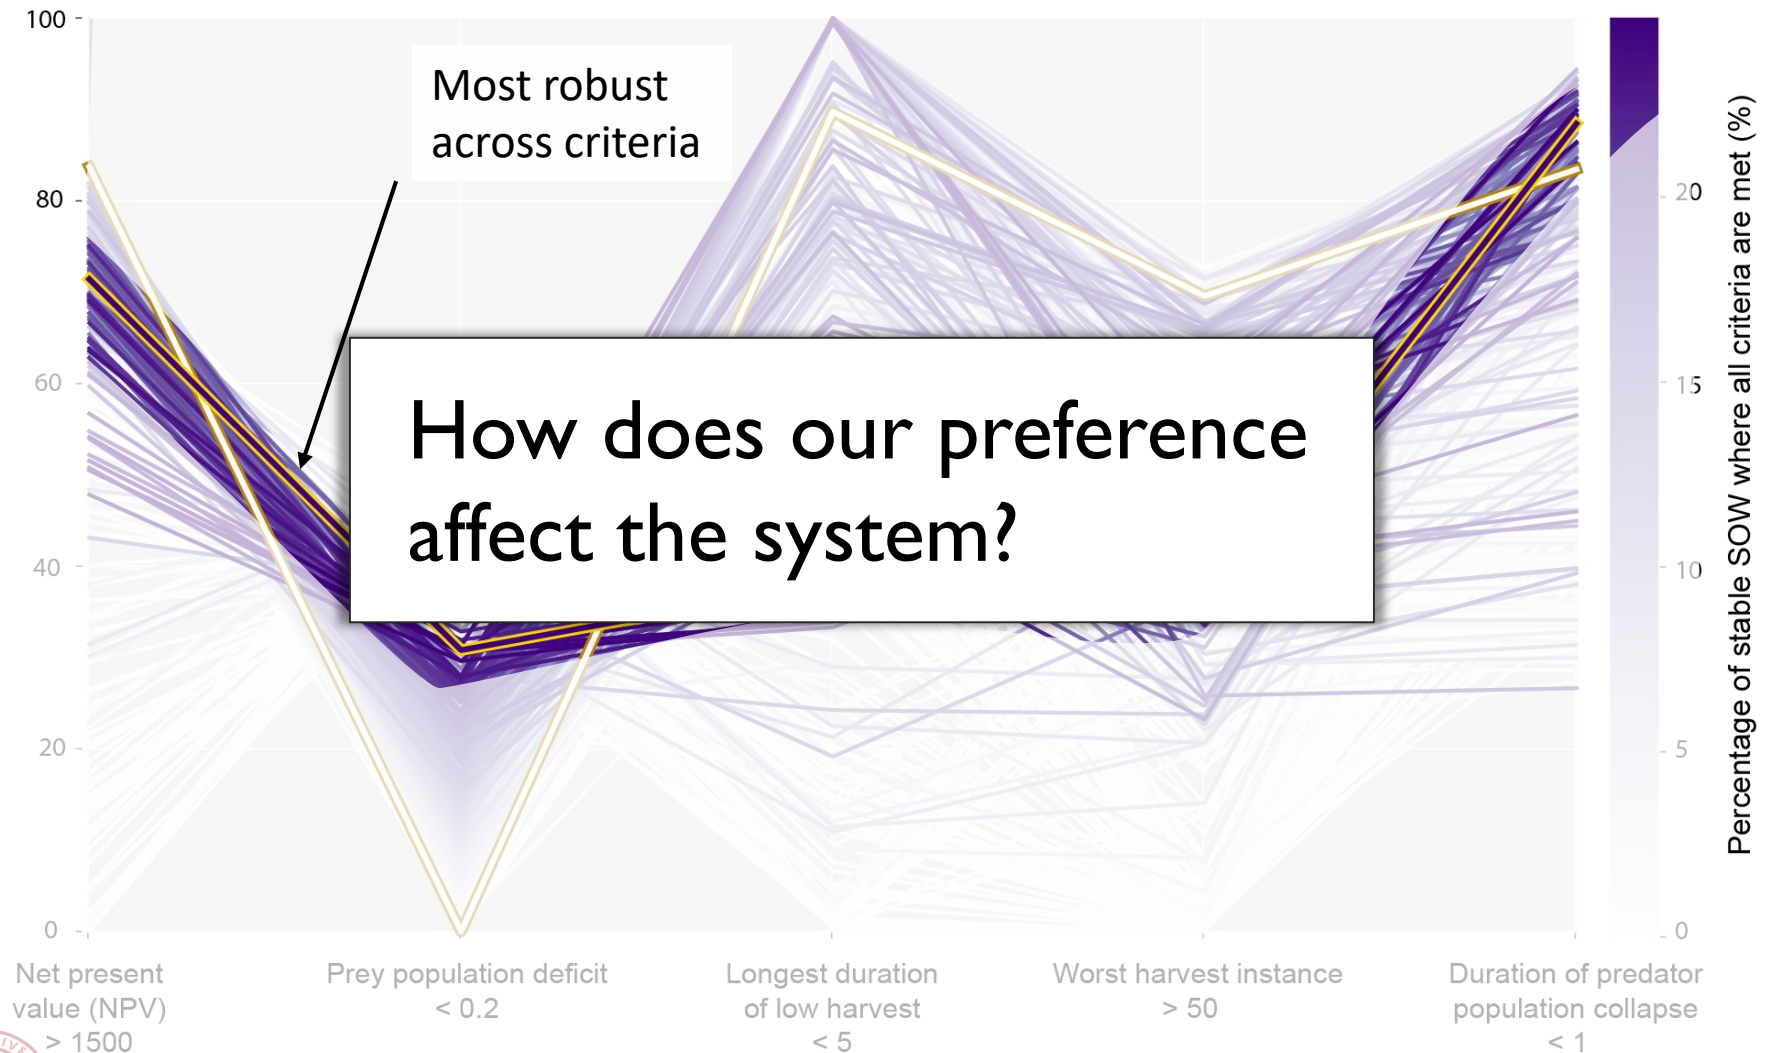 100
80
60
40
20
0
Most robust
across criteria
How does our preference
affect the system?
20
15
10
5
0
Percentage of stable SOW where all criteria are met (%)
Net present
value (NPV)
> 1500
Prey population deficit
< 0.2
Longest duration
of low harvest
< 5
Worst harvest instance
> 50
Duration of predator
population collapse
< 1